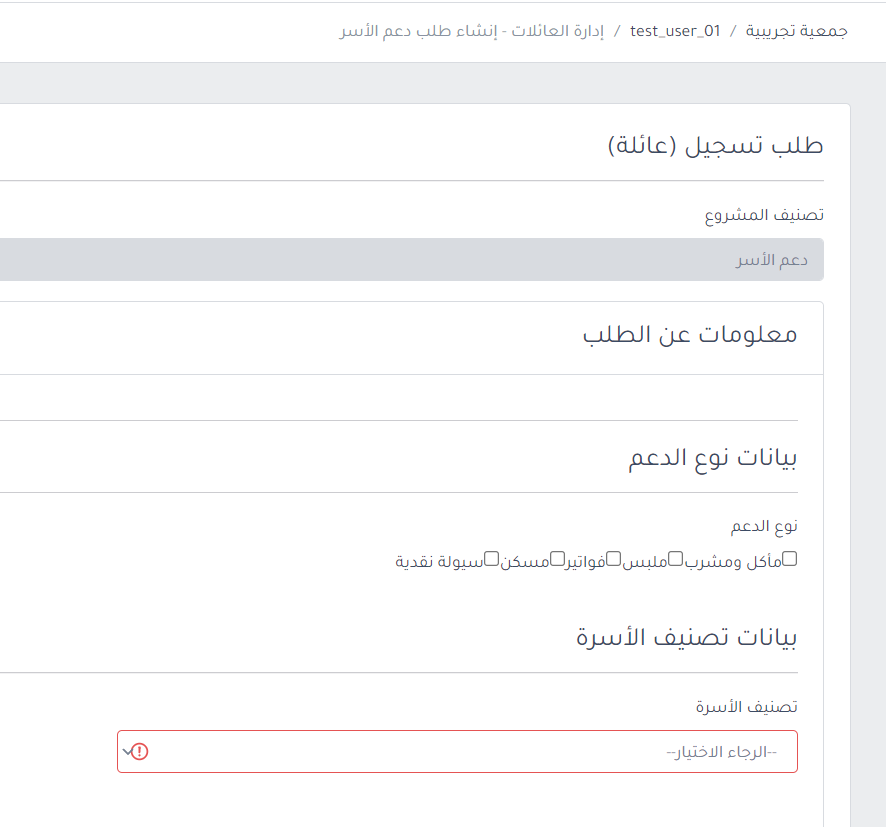 جمعية تجريبية / test_user_01 / إدارة العائلات - إنشاء طلب دعم الأسر
طلب تسجيل (عائلة)
تصنيف المشروع
دعم الأسر
معلومات عن الطلب
بيانات نوع الدعم
نوع الدعم
مأكل ومشرب ملبس فواتير مسكن سيولة نقدية
بيانات تصنيف الأسرة
تصنيف الأسرة
--الرجاء الاختيار--